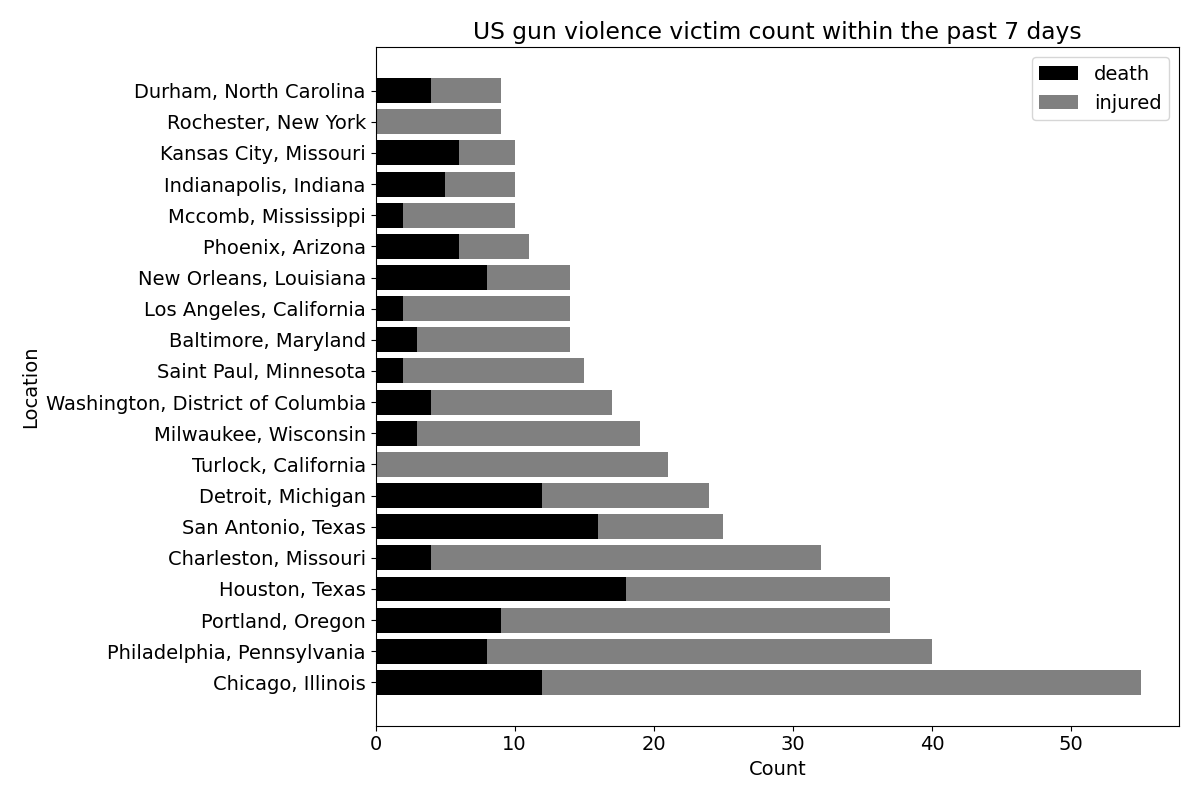 US gun violence victim count within the past 7 days
death
injured
Durham, North Carolina
Rochester, New York
Kansas City, Missouri
Indianapolis, Indiana
Mccomb, Mississippi
Phoenix, Arizona
New Orleans, Louisiana
Los Angeles, California
Baltimore, Maryland
Saint Paul, Minnesota
Washington, District of Columbia
Milwaukee, Wisconsin
Turlock, California
Detroit, Michigan
San Antonio, Texas
Charleston, Missouri
Houston, Texas
Portland, Oregon
Philadelphia, Pennsylvania
Chicago, Illinois
Location
0 10 20 30 40 50
Count